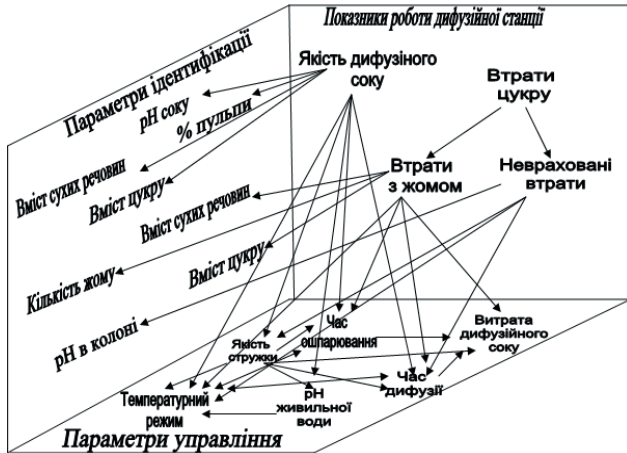 Показники роботи дифузійної станції
Параметри ідентифікації
Якість дифузіного
соку
Втрати
цукру
pH соку
% пульпи
Вміст сухих речовин
Вміст цукру
Втрати
з жомом
Невраховані
втрати
Вміст сухих речовин
Кількість жому
Вміст цукру
pH в колоні
Час
ошпарювання
Витрата
дифузійного
соку
Якість
стружки
Температурний
режим
pH
живильної
води
Час
дифузії
Параметри управління